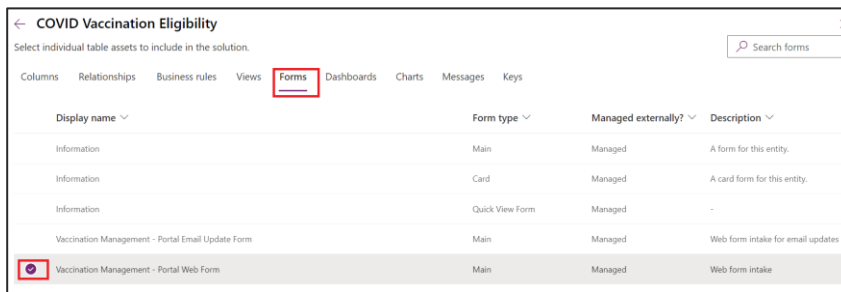 ← COVID Vaccination Eligibility
Select individual table assets to include in the solution.
Search forms
Columns Relationships Business rules Views Forms Dashboards Charts Messages Keys
Display name Form type Managed externally? Description
Information Main Managed A form for this entity.
Information Card Managed A card form for this entity.
Information Quick View Form Managed -
Vaccination Management - Portal Email Update Form Main Managed Web form intake for email updates
Vaccination Management - Portal Web Form Main Managed Web form intake